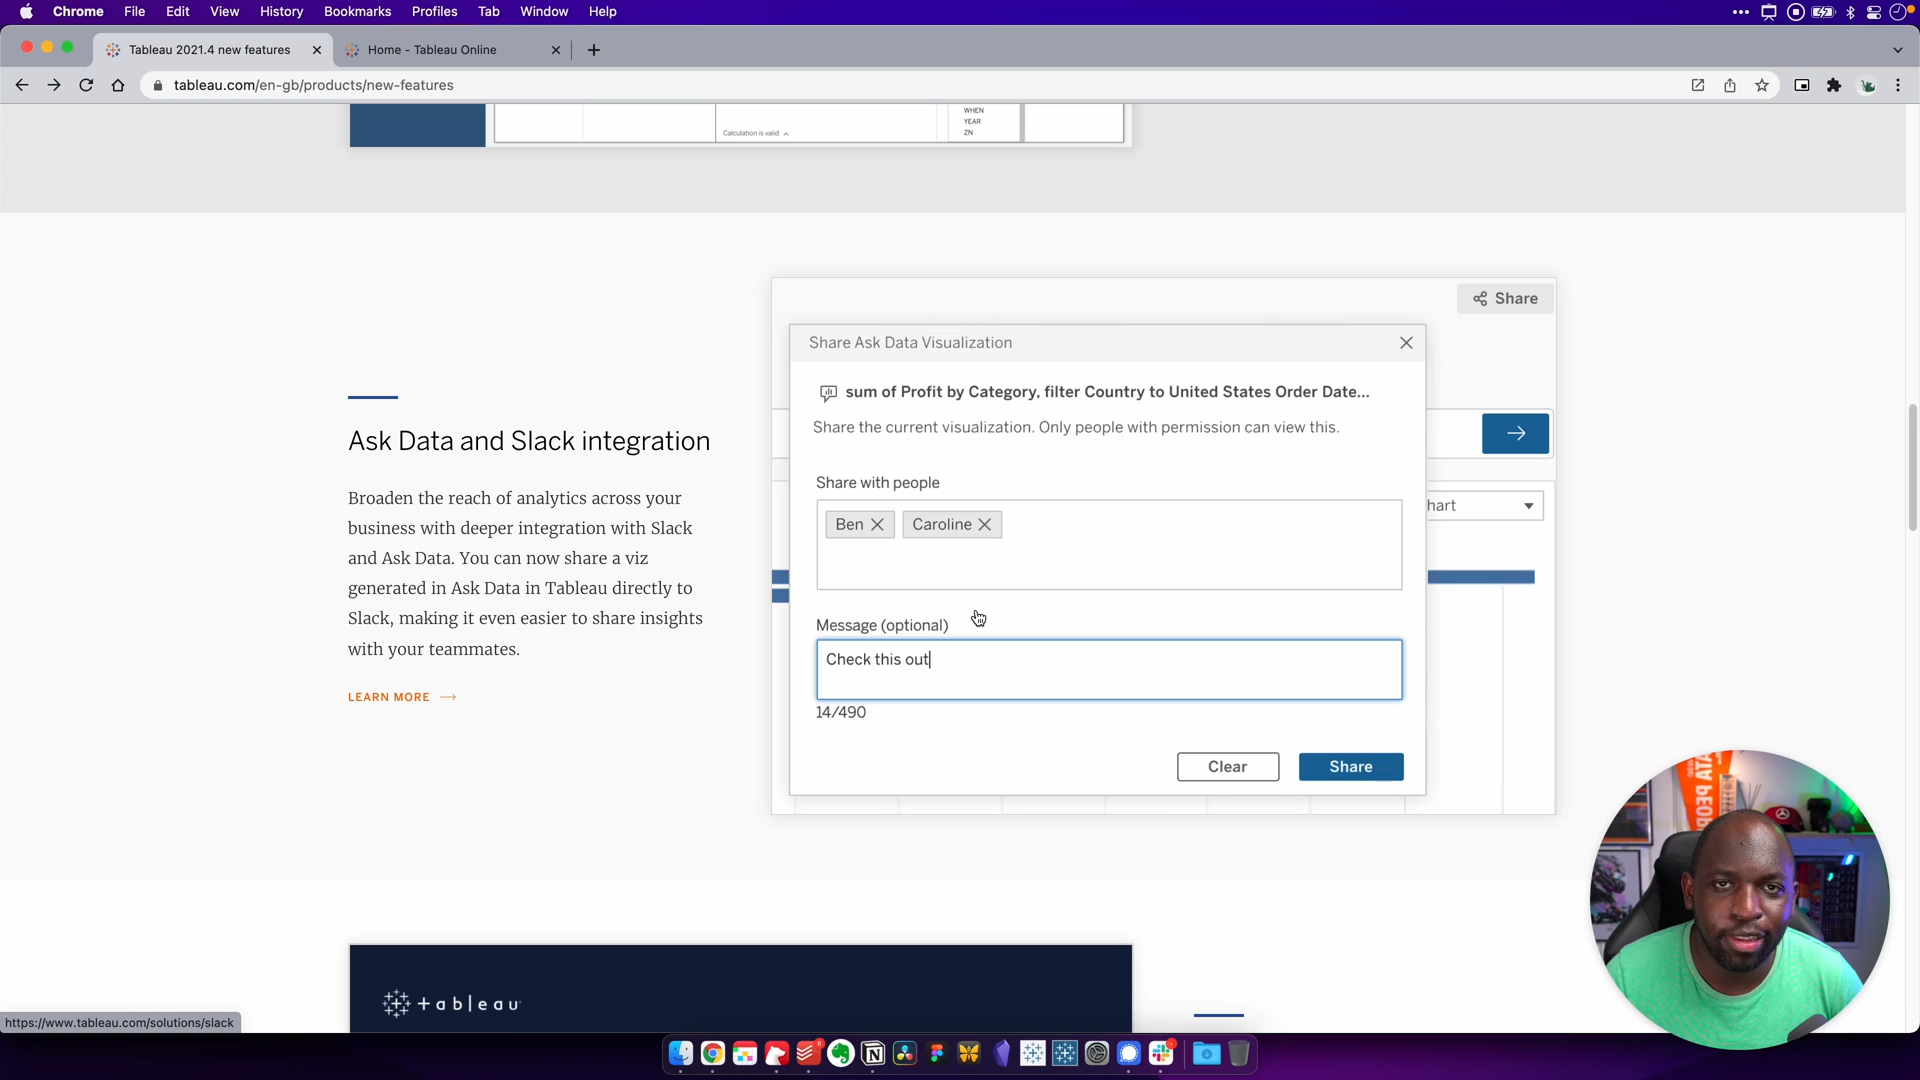 Chrome File Edit View History Bookmarks Profiles Tab Window Help
Tableau 2021.4 new features
Home - Tableau Online
tableau.com/en-gb/products/new-features
Calculation is valid
WHEN
YEAR
ZN
Ask Data and Slack integration
Broaden the reach of analytics across your
business with deeper integration with Slack
and Ask Data. You can now share a viz
generated in Ask Data in Tableau directly to
Slack, making it even easier to share insights
with your teammates.
LEARN MORE
Share
Share Ask Data Visualization
sum of Profit by Category, filter Country to United States Order Date...
Share the current visualization. Only people with permission can view this.
Share with people
Ben
Caroline
hart
Message (optional)
Check this out
14/490
Clear
Share
+ableau
https://www.tableau.com/solutions/slack